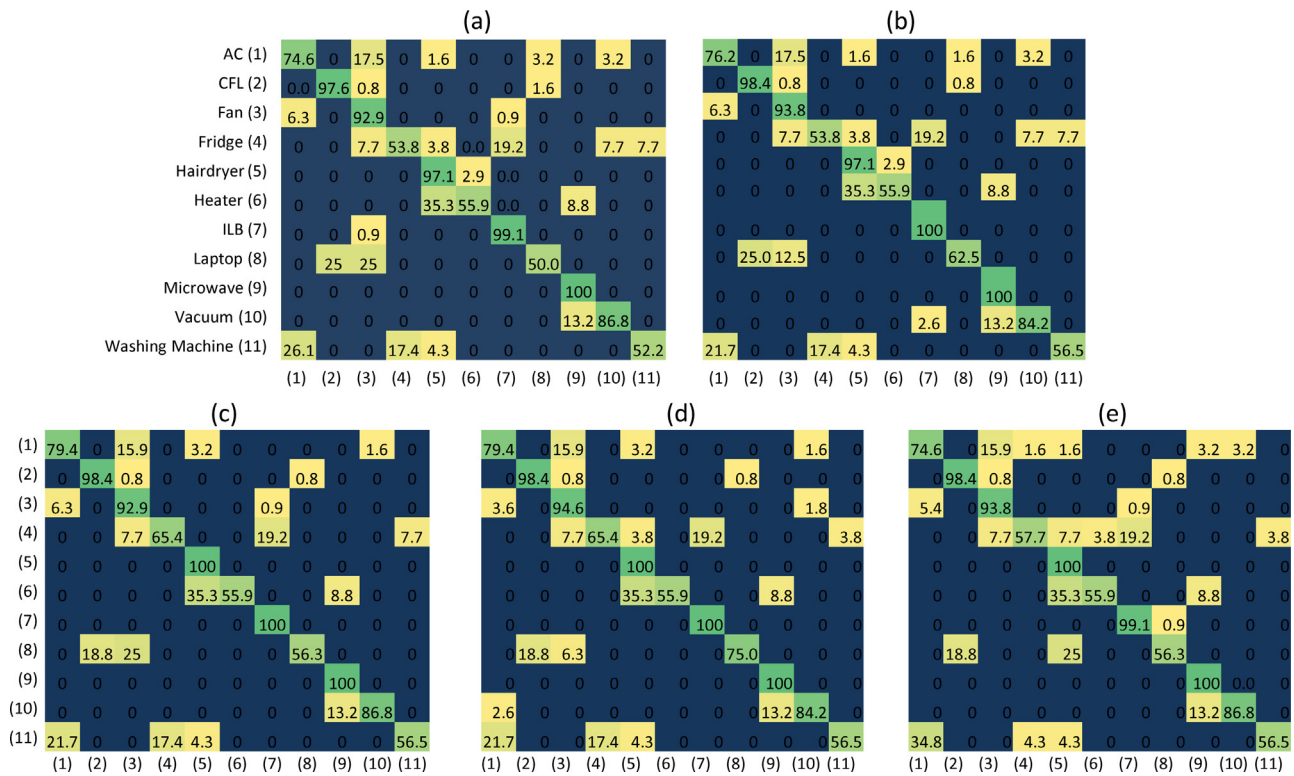 (a) (b)
AC (1) 74.6 0 17.5 0 1.6 0 0 3.2 0 3.2 0 76.2 0 17.5 0 1.6 0 0 1.6 0 3.2 0
CFL (2) 0.0 97.6 0.8 0 0 0 0 1.6 0 0 0 0 98.4 0.8 0 0 0 0 0.8 0 0 0
Fan (3) 6.3 0 92.9 0 0 0 0.9 0 0 0 0 6.3 0 93.8 0 0 0 0 0 0 0 0
Fridge (4) 0 0 7.7 53.8 3.8 0.0 19.2 0 0 7.7 7.7 0 0 7.7 53.8 3.8 0 19.2 0 0 7.7 7.7
Hairdryer (5) 0 0 0 0 97.1 2.9 0.0 0 0 0 0 0 0 0 0 97.1 2.9 0 0 0 0 0
Heater (6) 0 0 0 0 35.3 55.9 0.0 0 8.8 0 0 0 0 0 0 35.3 55.9 0 0 8.8 0 0
ILB (7) 0 0 0.9 0 0 0 99.1 0 0 0 0 0 0 0 0 0 0 100 0 0 0 0
Laptop (8) 0 25 25 0 0 0 0 50.0 0 0 0 0 25.0 12.5 0 0 0 0 62.5 0 0 0
Microwave (9) 0 0 0 0 0 0 0 0 100 0 0 0 0 0 0 0 0 0 0 100 0 0
Vacuum (10) 0 0 0 0 0 0 0 0 13.2 86.8 0 0 0 0 0 0 0 2.6 0 13.2 84.2 0
Washing Machine (11) 26.1 0 0 17.4 4.3 0 0 0 0 0 52.2 21.7 0 0 17.4 4.3 0 0 0 0 0 56.5
(1) (2) (3) (4) (5) (6) (7) (8) (9) (10) (11) (1) (2) (3) (4) (5) (6) (7) (8) (9) (10) (11)
(c) (d) (e)
(1) 79.4 0 15.9 0 3.2 0 0 0 0 1.6 0 79.4 0 15.9 0 3.2 0 0 0 0 1.6 0 74.6 0 15.9 1.6 1.6 0 0 0 3.2 3.2 0
(2) 0 98.4 0.8 0 0 0 0 0.8 0 0 0 0 98.4 0.8 0 0 0 0 0.8 0 0 0 0 98.4 0.8 0 0 0 0 0.8 0 0 0
(3) 6.3 0 92.9 0 0 0 0.9 0 0 0 0 3.6 0 94.6 0 0 0 0 0 0 1.8 0 5.4 0 93.8 0 0 0 0.9 0 0 0 0
(4) 0 0 7.7 65.4 0 0 19.2 0 0 0 7.7 0 0 7.7 65.4 3.8 0 19.2 0 0 0 3.8 0 0 7.7 57.7 7.7 3.8 19.2 0 0 0 3.8
(5) 0 0 0 0 100 0 0 0 0 0 0 0 0 0 0 100 0 0 0 0 0 0 0 0 0 0 100 0 0 0 0 0 0
(6) 0 0 0 0 35.3 55.9 0 0 8.8 0 0 0 0 0 0 35.3 55.9 0 0 8.8 0 0 0 0 0 0 35.3 55.9 0 0 8.8 0 0
(7) 0 0 0 0 0 0 100 0 0 0 0 0 0 0 0 0 0 100 0 0 0 0 0 0 0 0 0 0 99.1 0.9 0 0 0
(8) 0 18.8 25 0 0 0 0 56.3 0 0 0 0 18.8 6.3 0 0 0 0 75.0 0 0 0 0 18.8 0 0 25 0 0 56.3 0 0 0
(9) 0 0 0 0 0 0 0 0 100 0 0 0 0 0 0 0 0 0 0 100 0 0 0 0 0 0 0 0 0 0 100 0.0 0
(10) 0 0 0 0 0 0 0 0 13.2 86.8 0 2.6 0 0 0 0 0 0 0 13.2 84.2 0 0 0 0 0 0 0 0 0 13.2 86.8 0
(11) 21.7 0 0 17.4 4.3 0 0 0 0 0 56.5 21.7 0 0 17.4 4.3 0 0 0 0 0 56.5 34.8 0 0 4.3 4.3 0 0 0 0 0 56.5
(1) (2) (3) (4) (5) (6) (7) (8) (9) (10) (11) (1) (2) (3) (4) (5) (6) (7) (8) (9) (10) (11) (1) (2) (3) (4) (5) (6) (7) (8) (9) (10) (11)